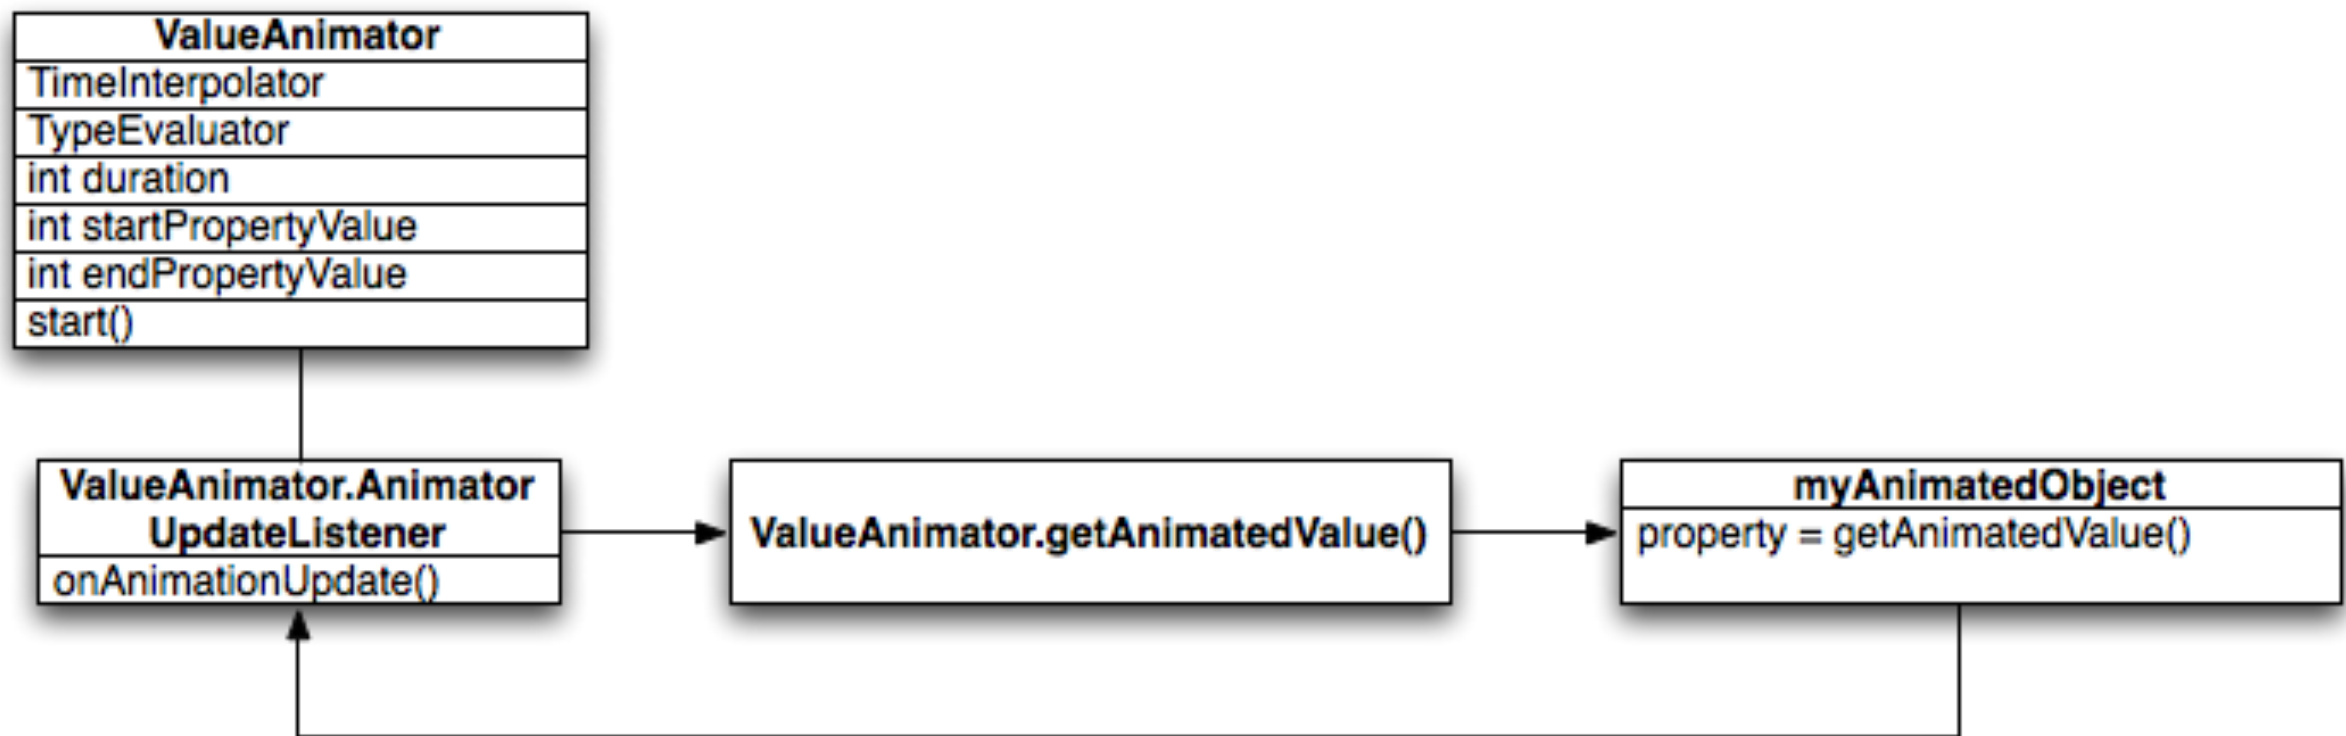 ValueAnimator
TimeInterpolator
TypeEvaluator
int duration
int startPropertyValue
int endPropertyValue
start()
ValueAnimator.Animator
UpdateListener
onAnimationUpdate()
ValueAnimator.getAnimatedValue()
myAnimatedObject
property = getAnimatedValue()